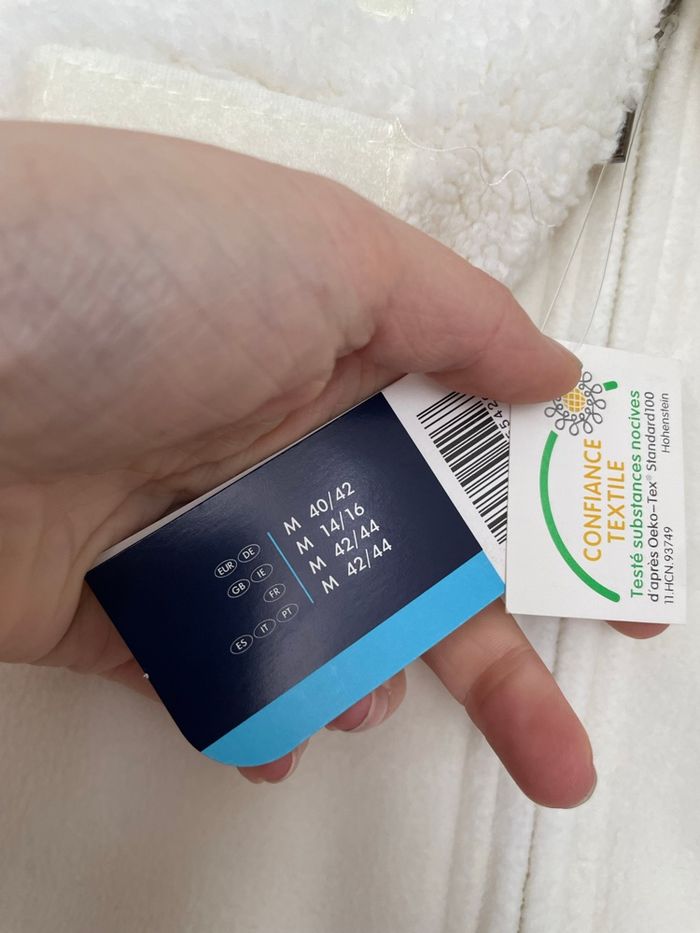 EUR DE M 40/42
GB IE M 14/16
FR M 42/44
ES IT PT M 42/44
CONFIANCE
TEXTILE
Testé substances nocives
d'après Oeko-Tex® Standard100
11.HCN.93749 Hohenstein